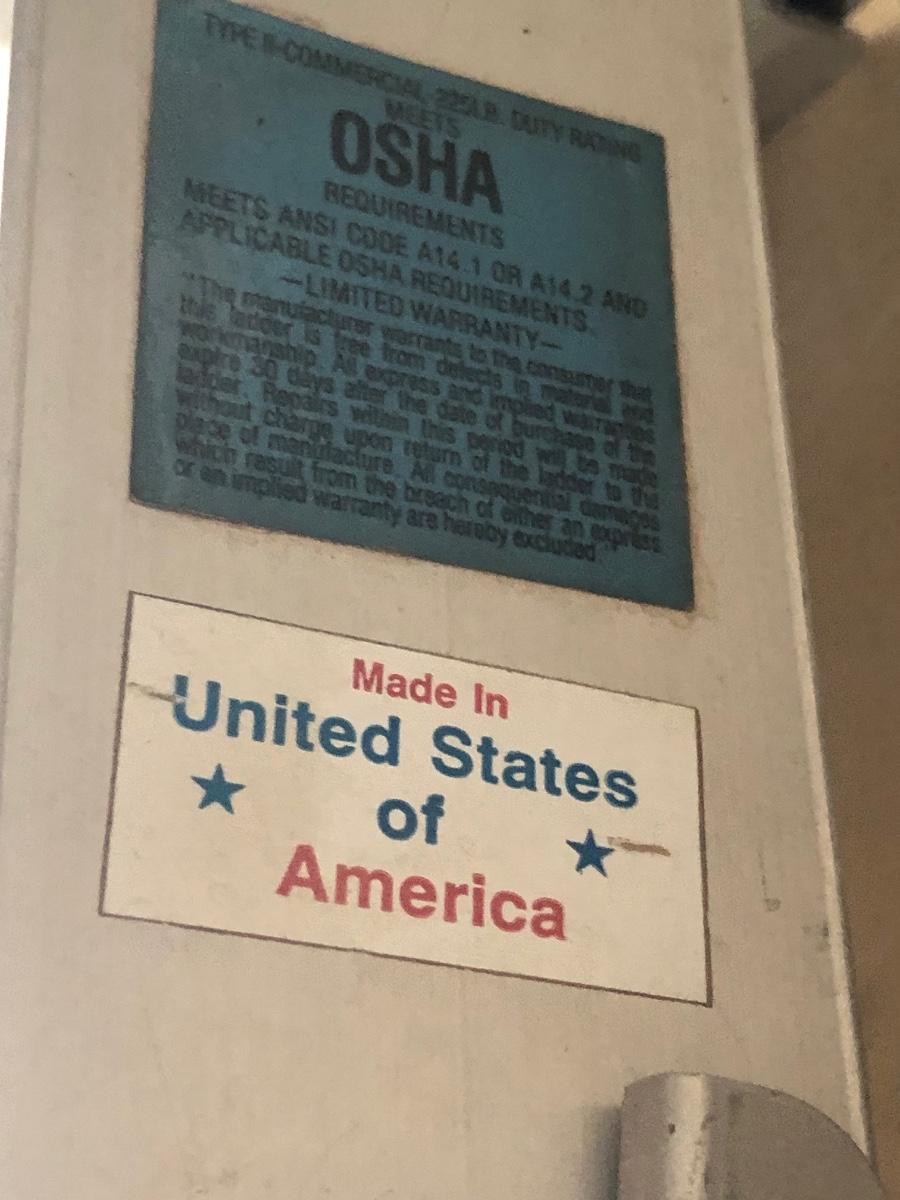 TYPE II-COMMERCIAL 225LB. DUTY RATING
MEETS
OSHA
REQUIREMENTS
MEETS ANSI CODE A14.1 OR A14.2 AND
APPLICABLE OSHA REQUIREMENTS.
—LIMITED WARRANTY—
"The manufacturer warrants to the consumer that
this ladder is free from defects in material and
workmanship. All express and implied warranties
expire 30 days after the date of purchase of the
ladder. Repairs within this period will be made
without charge upon return of the ladder to the
place of manufacture. All consequential damages
which result from the breach of either an express
or an implied warranty are hereby excluded."
Made In
United States
of
America